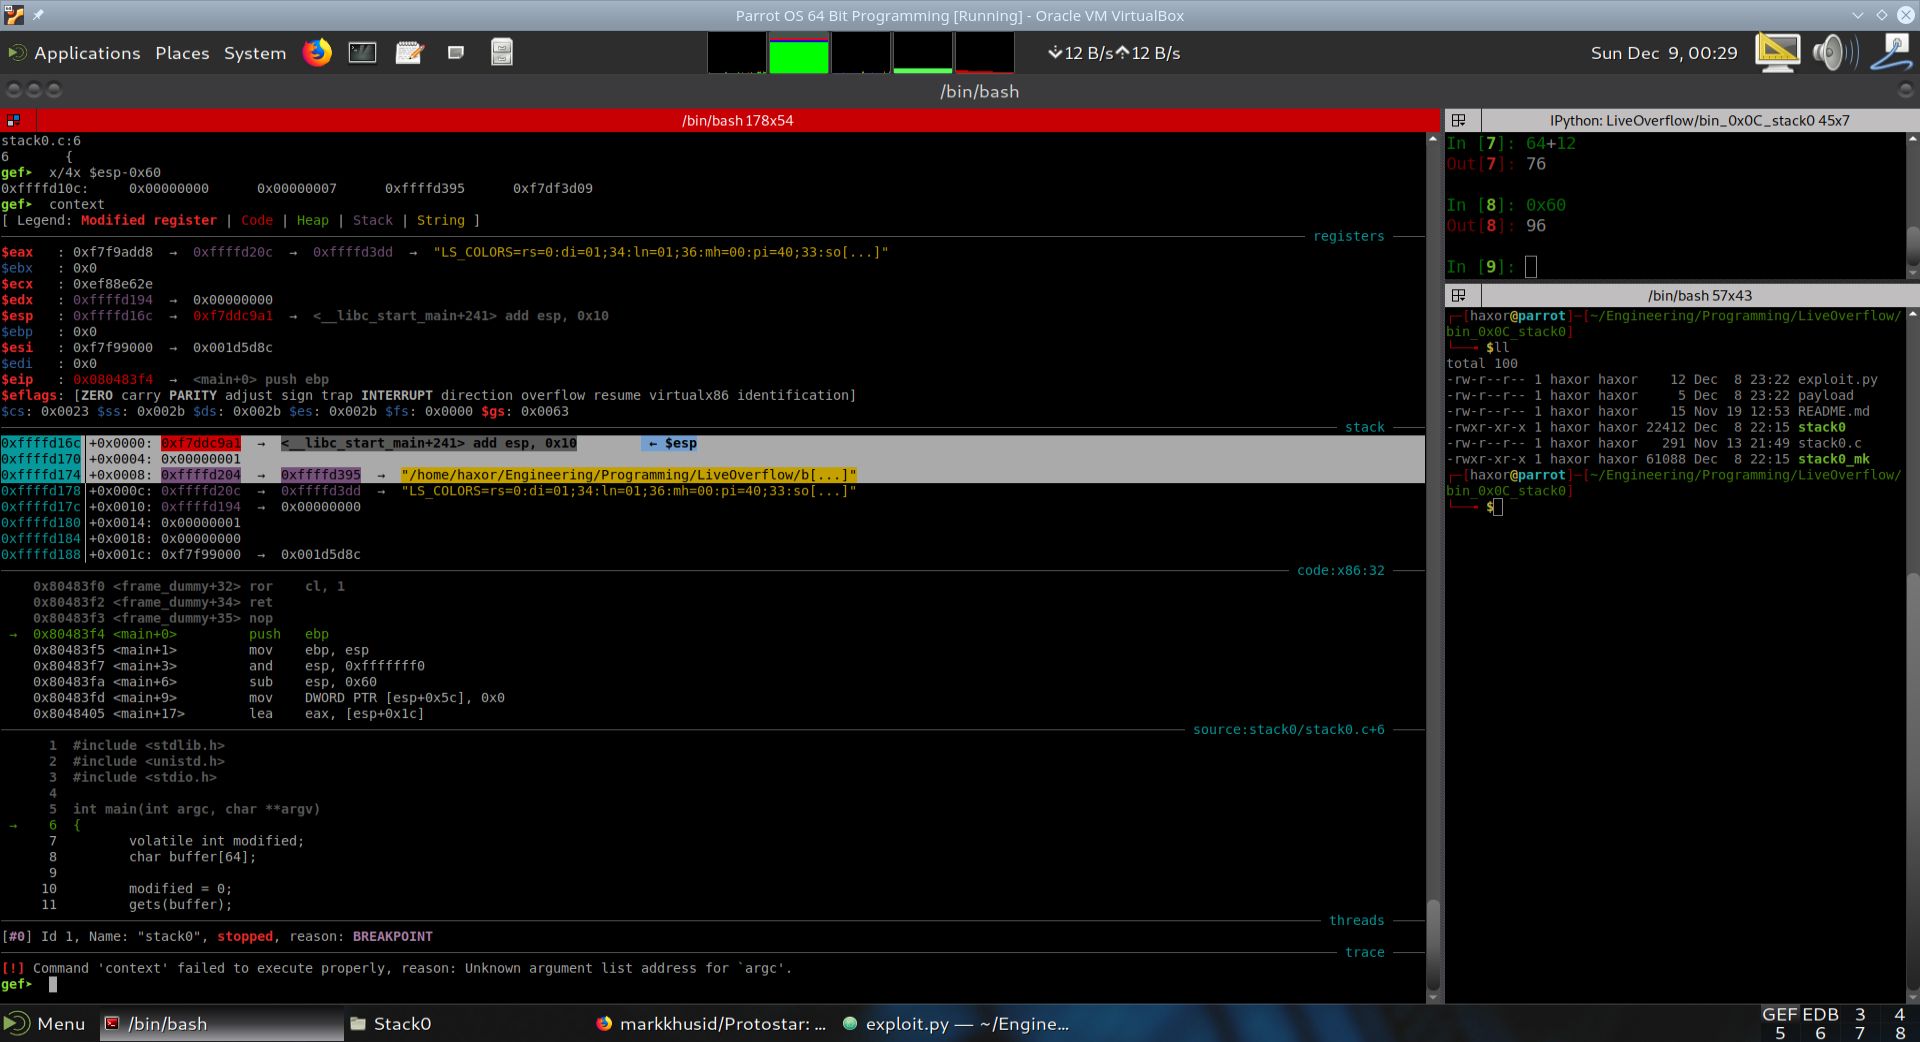 Parrot OS 64 Bit Programming [Running] - Oracle VM VirtualBox
Applications Places System
12 B/s 12 B/s
Sun Dec 9, 00:29
/bin/bash
/bin/bash 178x54
stack0.c:6
6 {
gef➤ x/4x $esp-0x60
0xffffd10c: 0x00000000 0x00000007 0xffffd395 0xf7df3d09
gef➤ context
[ Legend: Modified register | Code | Heap | Stack | String ]
registers
$eax : 0xf7f9add8 → 0xffffd20c → 0xffffd3dd → "LS_COLORS=rs=0:di=01;34:ln=01;36:mh=00:pi=40;33:so[...]"
$ebx : 0x0
$ecx : 0xef88e62e
$edx : 0xffffd194 → 0x00000000
$esp : 0xffffd16c → 0xf7ddc9a1 → <__libc_start_main+241> add esp, 0x10
$ebp : 0x0
$esi : 0xf7f99000 → 0x001d5d8c
$edi : 0x0
$eip : 0x080483f4 → <main+0> push ebp
$eflags: [ZERO carry PARITY adjust sign trap INTERRUPT direction overflow resume virtualx86 identification]
$cs: 0x0023 $ss: 0x002b $ds: 0x002b $es: 0x002b $fs: 0x0000 $gs: 0x0063
stack
0xffffd16c│+0x0000: 0xf7ddc9a1 → <__libc_start_main+241> add esp, 0x10 ← $esp
0xffffd170│+0x0004: 0x00000001
0xffffd174│+0x0008: 0xffffd204 → 0xffffd395 → "/home/haxor/Engineering/Programming/LiveOverflow/b[...]"
0xffffd178│+0x000c: 0xffffd20c → 0xffffd3dd → "LS_COLORS=rs=0:di=01;34:ln=01;36:mh=00:pi=40;33:so[...]"
0xffffd17c│+0x0010: 0xffffd194 → 0x00000000
0xffffd180│+0x0014: 0x00000001
0xffffd184│+0x0018: 0x00000000
0xffffd188│+0x001c: 0xf7f99000 → 0x001d5d8c
code:x86:32
0x80483f0 <frame_dummy+32> ror cl, 1
0x80483f2 <frame_dummy+34> ret
0x80483f3 <frame_dummy+35> nop
→ 0x80483f4 <main+0> push ebp
0x80483f5 <main+1> mov ebp, esp
0x80483f7 <main+3> and esp, 0xfffffff0
0x80483fa <main+6> sub esp, 0x60
0x80483fd <main+9> mov DWORD PTR [esp+0x5c], 0x0
0x8048405 <main+17> lea eax, [esp+0x1c]
source:stack0/stack0.c+6
1 #include <stdlib.h>
2 #include <unistd.h>
3 #include <stdio.h>
4
5 int main(int argc, char **argv)
→ 6 {
7 volatile int modified;
8 char buffer[64];
9
10 modified = 0;
11 gets(buffer);
threads
[#0] Id 1, Name: "stack0", stopped, reason: BREAKPOINT
trace
[!] Command 'context' failed to execute properly, reason: Unknown argument list address for `argc'.
gef➤
IPython: LiveOverflow/bin_0x0C_stack0 45x7
In [7]: 64+12
Out[7]: 76
In [8]: 0x60
Out[8]: 96
In [9]:
/bin/bash 57x43
┌─[haxor@parrot]─[~/Engineering/Programming/LiveOverflow/
bin_0x0C_stack0]
└──╼ $ll
total 100
-rw-r--r-- 1 haxor haxor 12 Dec 8 23:22 exploit.py
-rw-r--r-- 1 haxor haxor 5 Dec 8 23:22 payload
-rw-r--r-- 1 haxor haxor 15 Nov 19 12:53 README.md
-rwxr-xr-x 1 haxor haxor 22412 Dec 8 22:15 stack0
-rw-r--r-- 1 haxor haxor 291 Nov 13 21:49 stack0.c
-rwxr-xr-x 1 haxor haxor 61088 Dec 8 22:15 stack0_mk
┌─[haxor@parrot]─[~/Engineering/Programming/LiveOverflow/
bin_0x0C_stack0]
└──╼ $
Menu /bin/bash Stack0 markkhusid/Protostar: ... exploit.py — ~/Engine...
GEF EDB 3 4
5 6 7 8